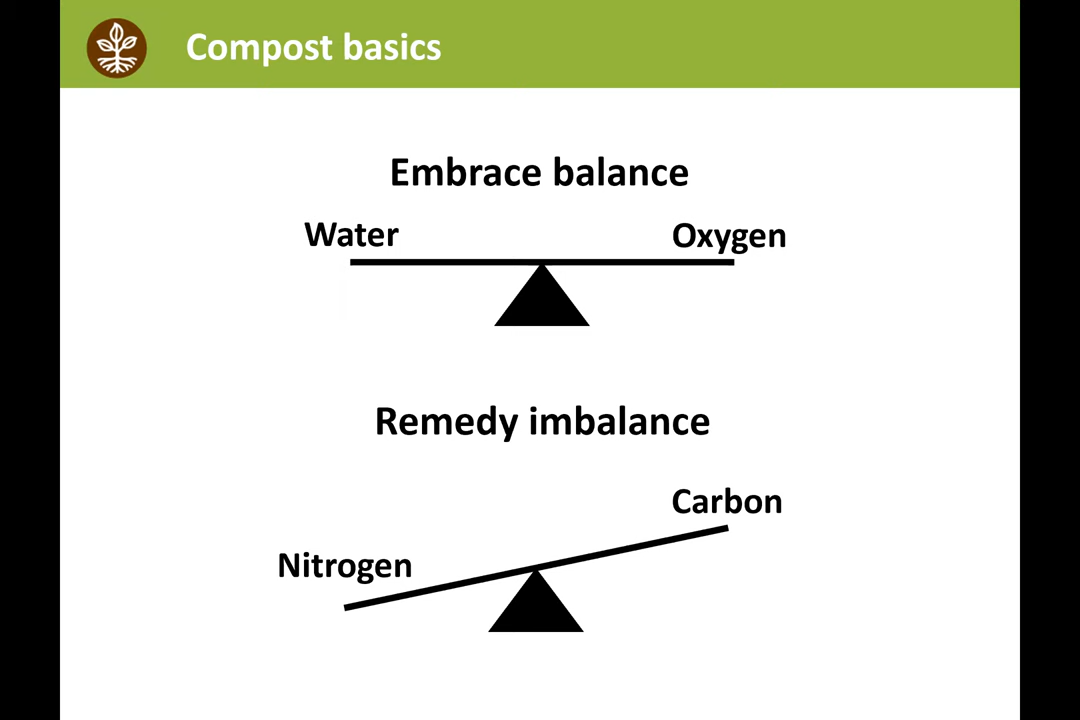 Compost basics
Embrace balance
Water
Oxygen
Remedy imbalance
Carbon
Nitrogen